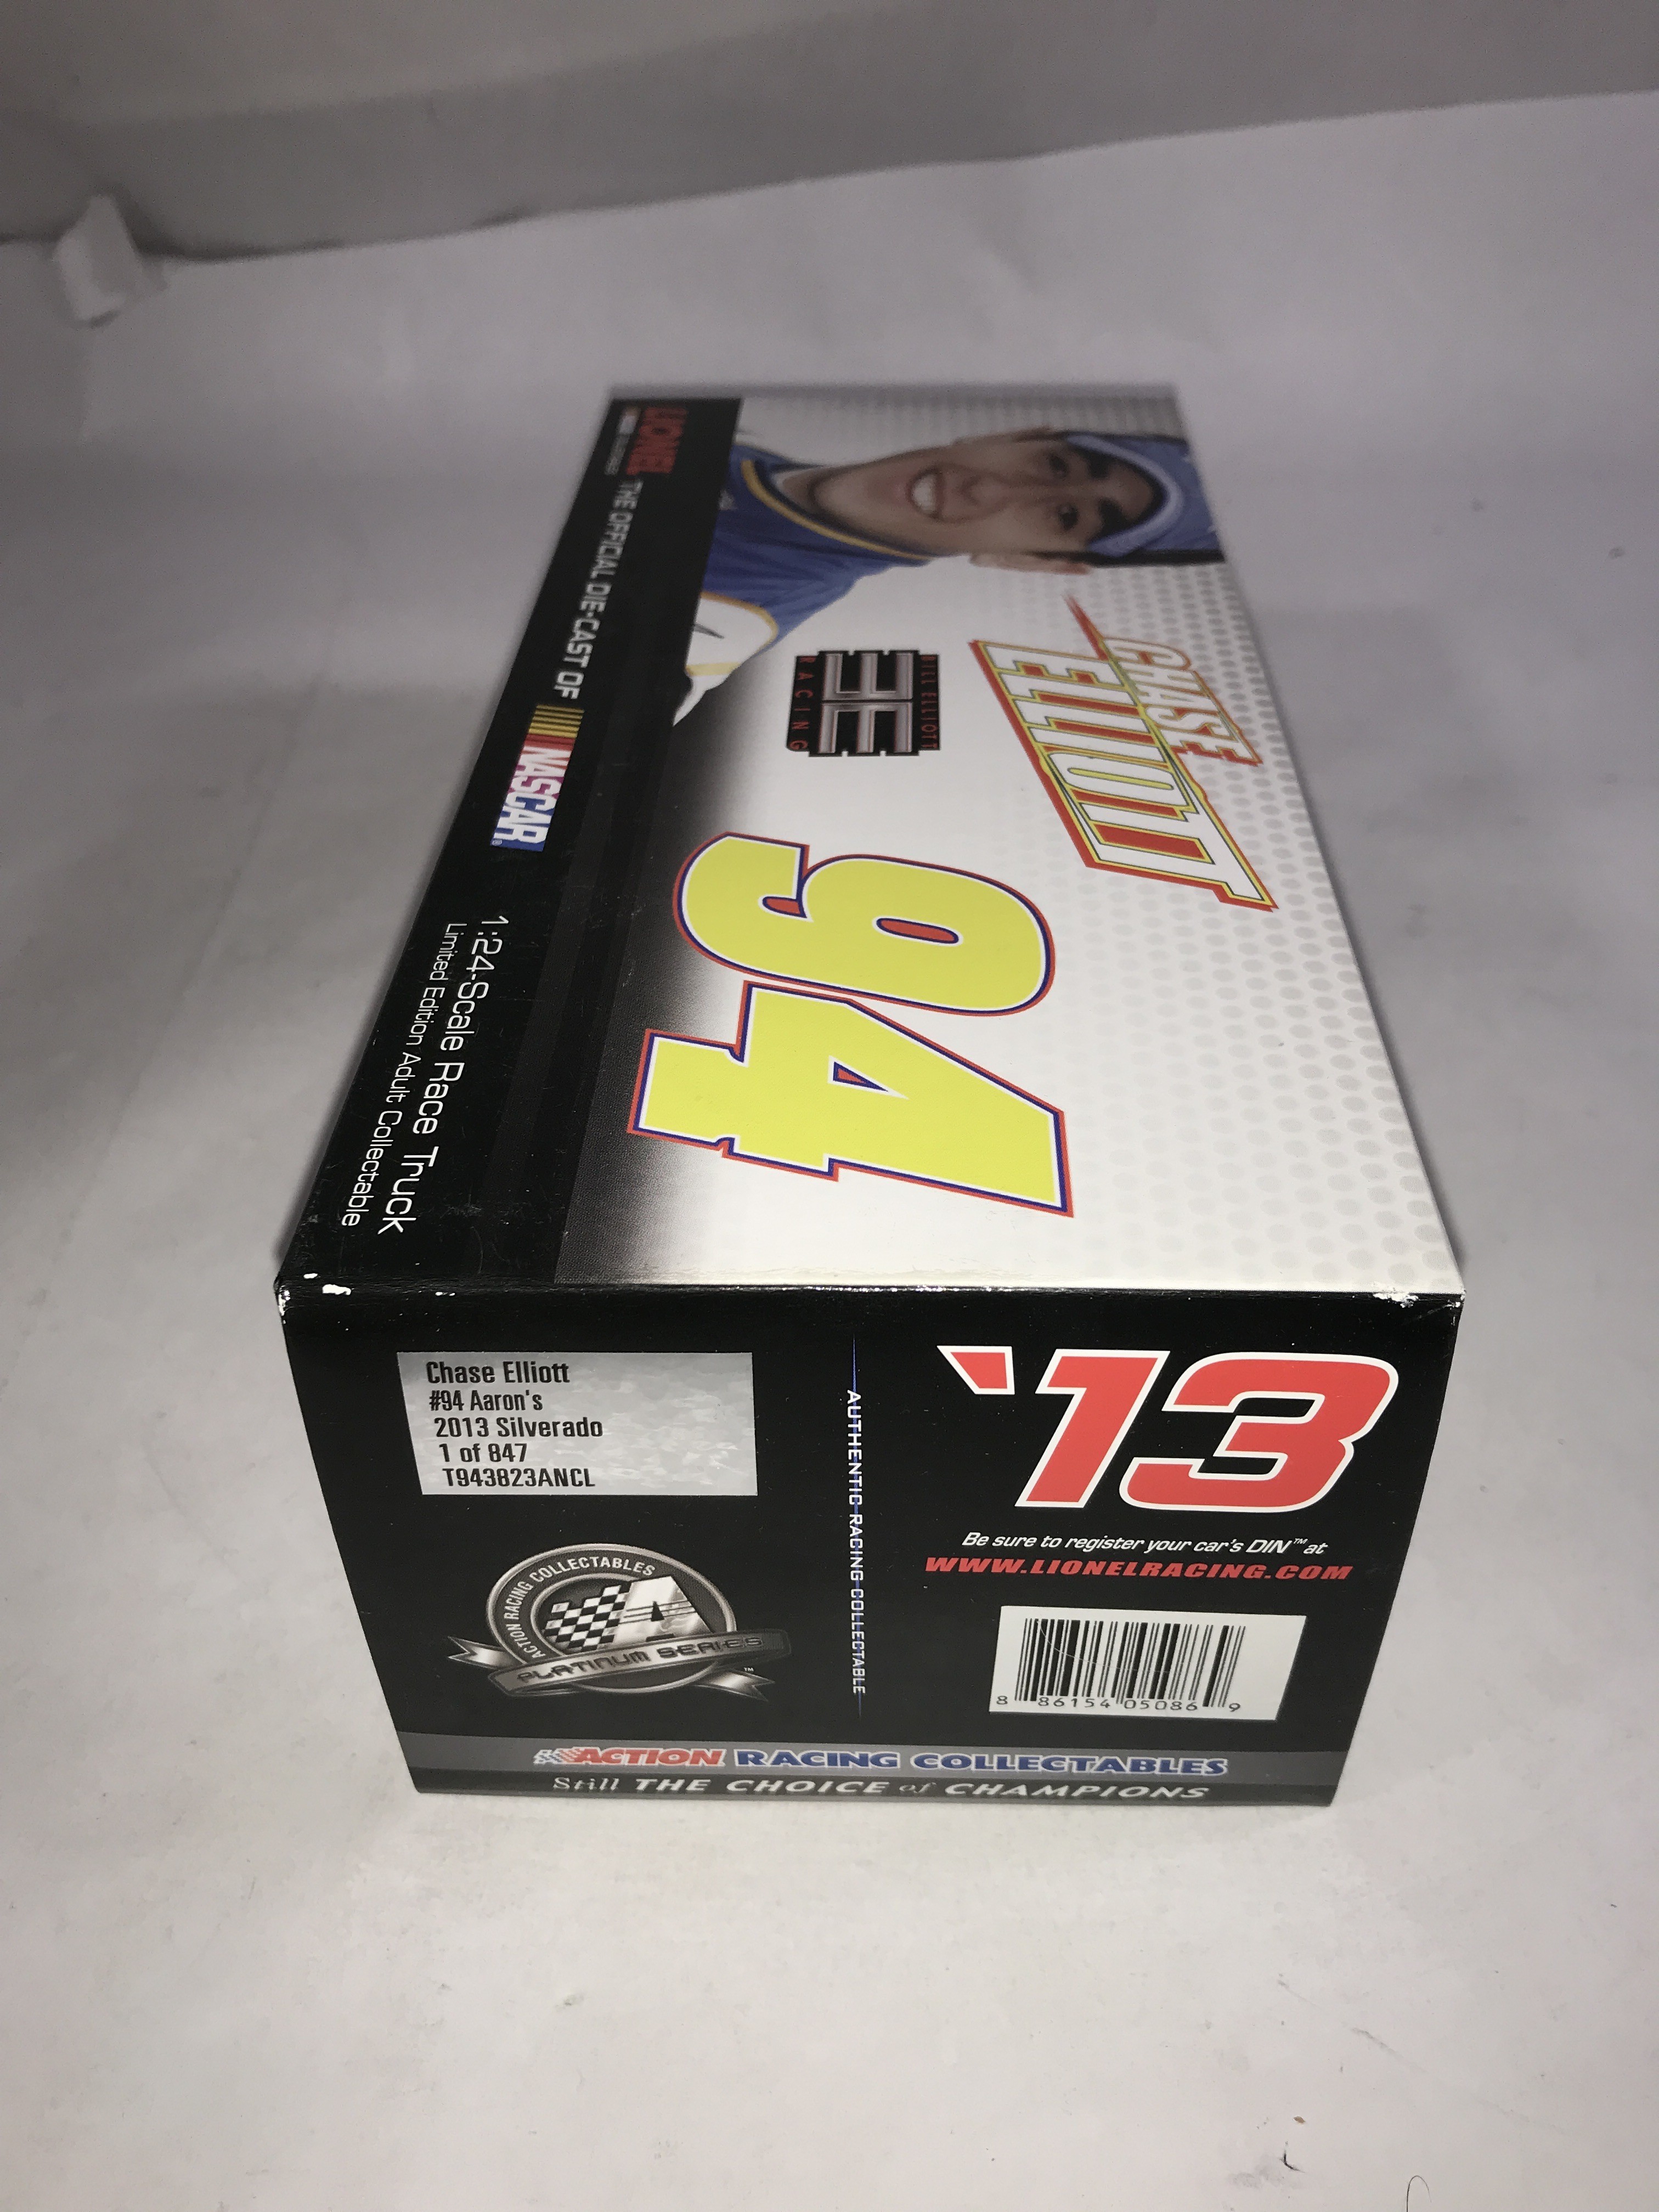 CHASE
ELLIOTT
BILL ELLIOTT
RACING
94
LIONEL
THE OFFICIAL DIE-CAST OF NASCAR
1:24-Scale Race Truck
Limited Edition Adult Collectable
Chase Elliott
#94 Aaron's
2013 Silverado
1 of 847
T943823ANCL
ACTION RACING COLLECTABLES
A
PLATINUM SERIES™
AUTHENTIC RACING COLLECTABLE
'13
Be sure to register your car's DIN™ at
WWW.LIONELRACING.COM
8 86154 05086 9
ACTION RACING COLLECTABLES
Still THE CHOICE of CHAMPIONS